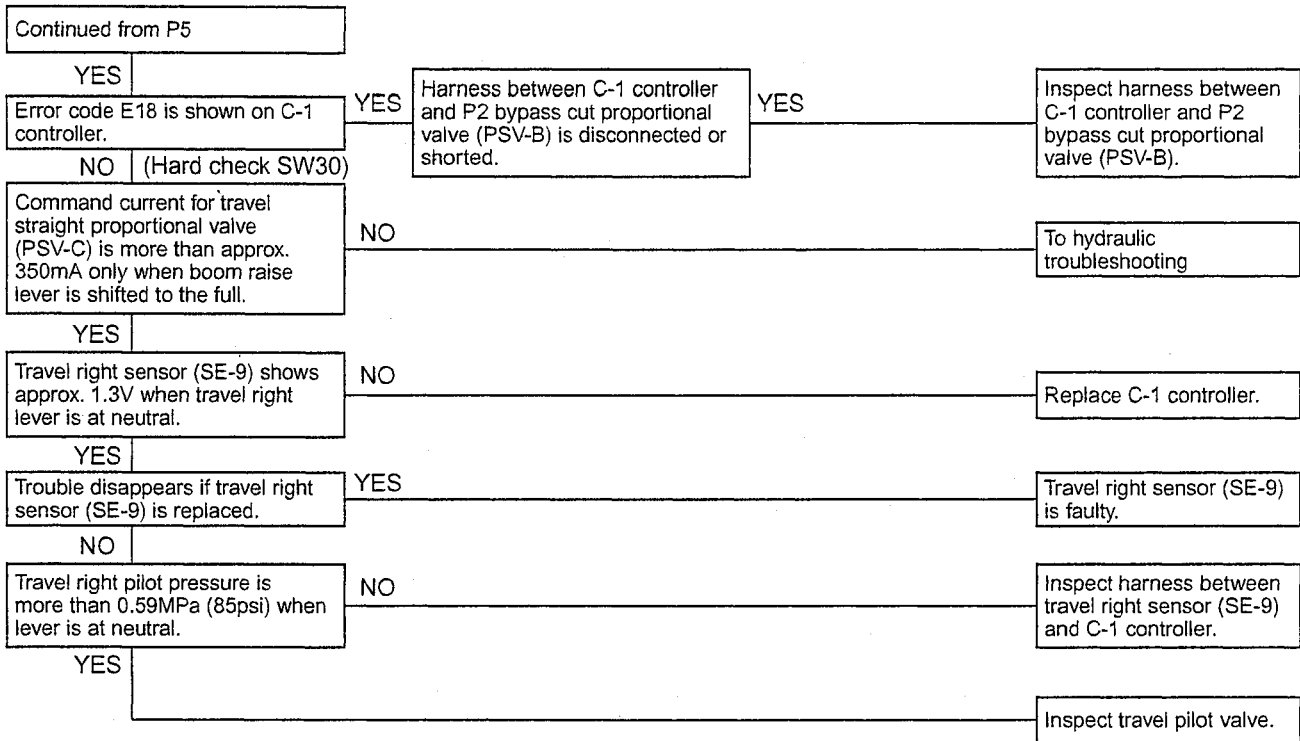 Continued from P5
YES
Error code E18 is shown on C-1
controller.
YES
Harness between C-1 controller
and P2 bypass cut proportional
valve (PSV-B) is disconnected or
shorted.
YES
Inspect harness between
C-1 controller and P2
bypass cut proportional
valve (PSV-B).
NO
(Hard check SW30)
Command current for travel
straight proportional valve
(PSV-C) is more than approx.
350mA only when boom raise
lever is shifted to the full.
NO
To hydraulic
troubleshooting
YES
Travel right sensor (SE-9) shows
approx. 1.3V when travel right
lever is at neutral.
NO
Replace C-1 controller.
YES
Trouble disappears if travel right
sensor (SE-9) is replaced.
YES
Travel right sensor (SE-9)
is faulty.
NO
Travel right pilot pressure is
more than 0.59MPa (85psi) when
lever is at neutral.
NO
Inspect harness between
travel right sensor (SE-9)
and C-1 controller.
YES
Inspect travel pilot valve.